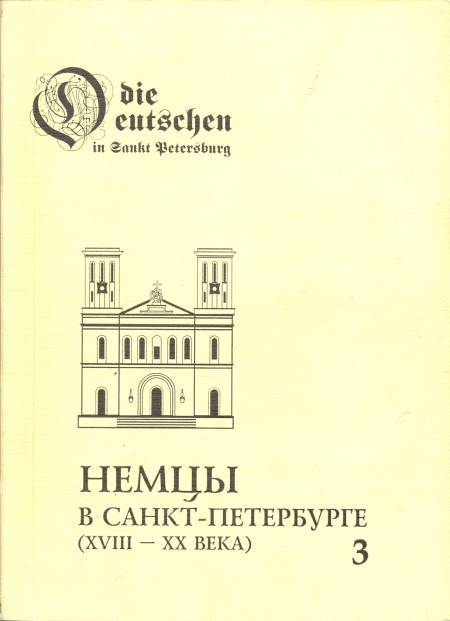 die
Deutschen
in Sankt Petersburg
НЕМЦЫ
В САНКТ-ПЕТЕРБУРГЕ
(XVIII – XX ВЕКА)
3